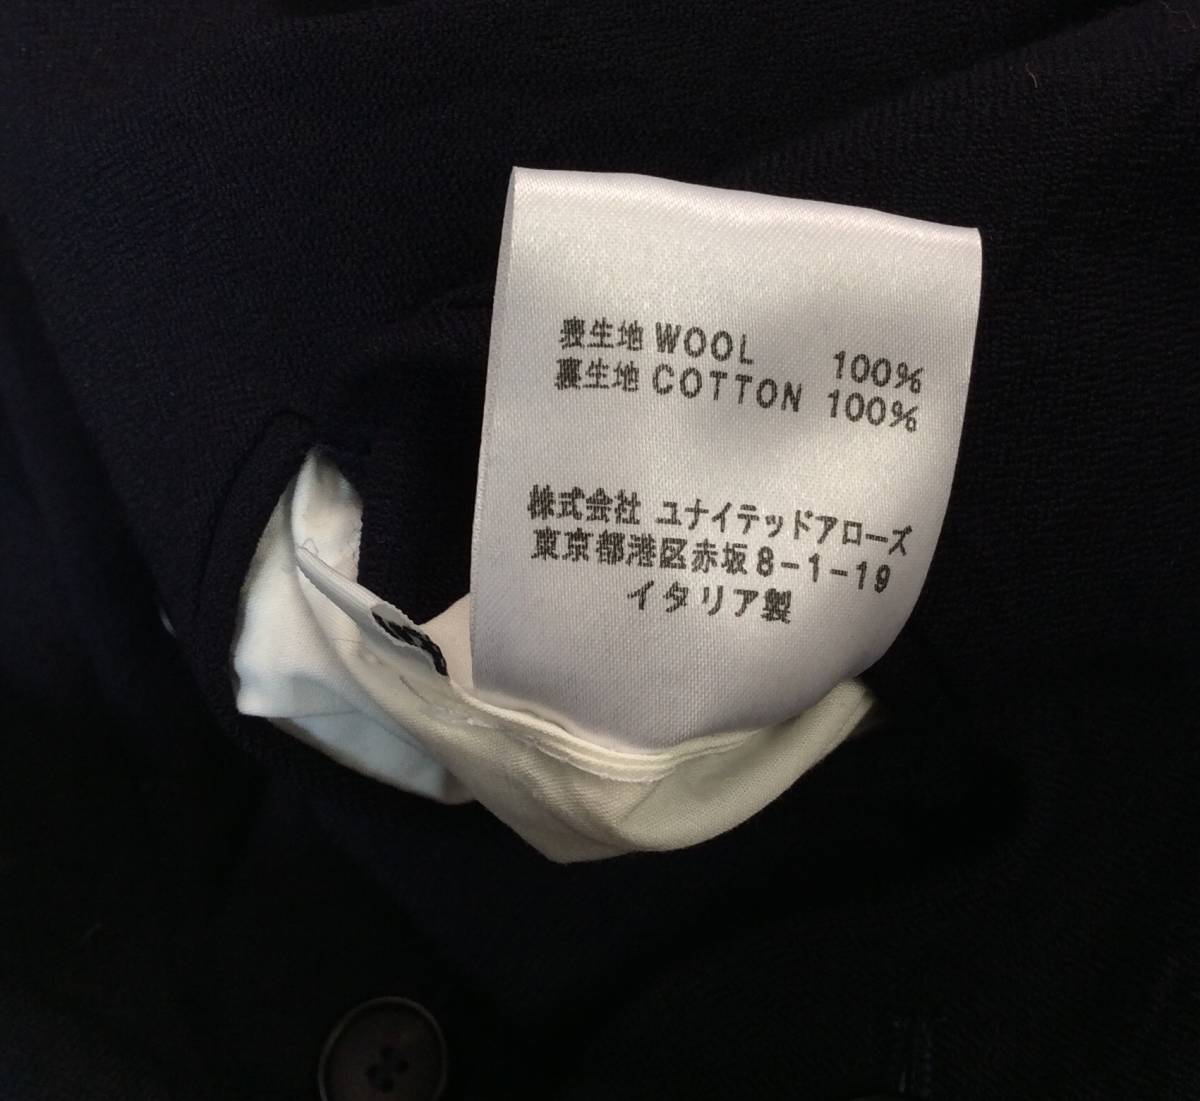 表生地 WOOL 100%
裏生地 COTTON 100%
株式会社 ユナイテッドアローズ
東京都港区赤坂8-1-19
イタリア製